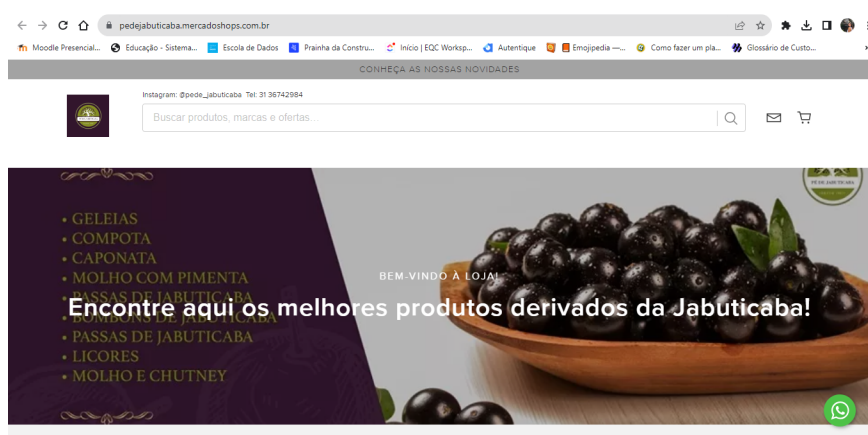 pedejabuticaba.mercadoshops.com.br
Moodle Presencial... Educação - Sistema... Escola de Dados Prainha da Constru... Início | EQC Worksp... Autentique Emojipedia —... Como fazer um pla... Glossário de Custo...
CONHEÇA AS NOSSAS NOVIDADES
Instagram: @pede_jabuticaba Tel: 31 36742984
Buscar produtos, marcas e ofertas...
• GELEIAS
• COMPOTA
• CAPONATA
• MOLHO COM PIMENTA
BEM-VINDO À LOJA!
• PASSAS DE JABUTICABA
Encontre aqui os melhores produtos derivados da Jabuticaba!
• BOMBONS DE JABUTICABA
• PASSAS DE JABUTICABA
• LICORES
• MOLHO E CHUTNEY